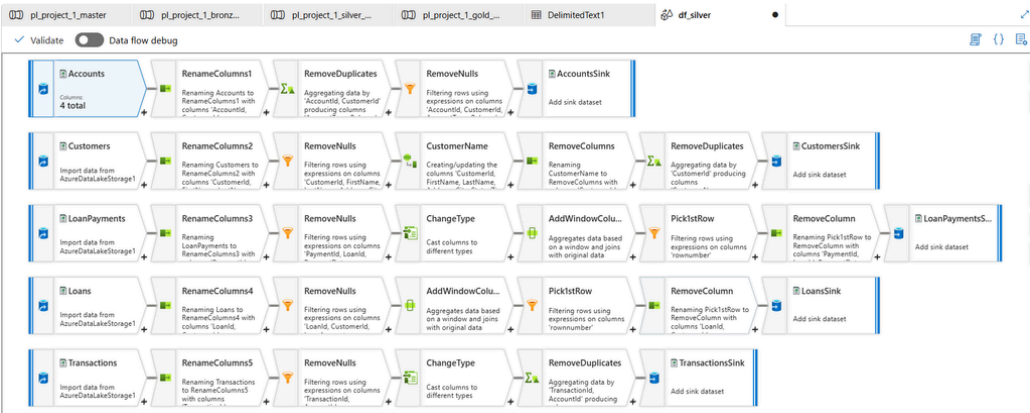 pl_project_1_master
pl_project_1_bronz...
pl_project_1_silver_...
pl_project_1_gold_...
DelimitedText1
df_silver
Validate
Data flow debug
Accounts
Columns:
4 total
RenameColumns1
Renaming Accounts to
RenameColumns1 with
columns 'AccountId,
RemoveDuplicates
Aggregating data by
'AccountId, CustomerId'
producing columns
RemoveNulls
Filtering rows using
expressions on columns
'AccountId, CustomerId,
AccountsSink
Add sink dataset
Customers
Import data from
AzureDataLakeStorage1
RenameColumns2
Renaming Customers to
RenameColumns2 with
columns 'CustomerId,
RemoveNulls
Filtering rows using
expressions on columns
'CustomerId, FirstName,
CustomerName
Creating/updating the
columns 'CustomerId,
FirstName, LastName,
RemoveColumns
Renaming
CustomerName to
RemoveColumns with
RemoveDuplicates
Aggregating data by
'CustomerId' producing
columns
CustomersSink
Add sink dataset
LoanPayments
Import data from
AzureDataLakeStorage1
RenameColumns3
Renaming
LoanPayments to
RenameColumns3 with
RemoveNulls
Filtering rows using
expressions on columns
'PaymentId, LoanId,
ChangeType
Cast columns to
different types
AddWindowColu...
Aggregates data based
on a window and joins
with original data
Pick1stRow
Filtering rows using
expressions on columns
'rownumber'
RemoveColumn
Renaming Pick1stRow to
RemoveColumn with
columns 'PaymentId,
LoanPaymentsS...
Add sink dataset
Loans
Import data from
AzureDataLakeStorage1
RenameColumns4
Renaming Loans to
RenameColumns4 with
columns 'LoanId,
RemoveNulls
Filtering rows using
expressions on columns
'LoanId, CustomerId,
AddWindowColu...
Aggregates data based
on a window and joins
with original data
Pick1stRow
Filtering rows using
expressions on columns
'rownnumber'
RemoveColumn
Renaming Pick1stRow to
RemoveColumn with
columns 'LoanId,
LoansSink
Add sink dataset
Transactions
Import data from
AzureDataLakeStorage1
RenameColumns5
Renaming Transactions
to RenameColumns5
with columns
RemoveNulls
Filtering rows using
expressions on columns
'TransactionId,
ChangeType
Cast columns to
different types
RemoveDuplicates
Aggregating data by
'TransactionId,
AccountId' producing
TransactionsSink
Add sink dataset